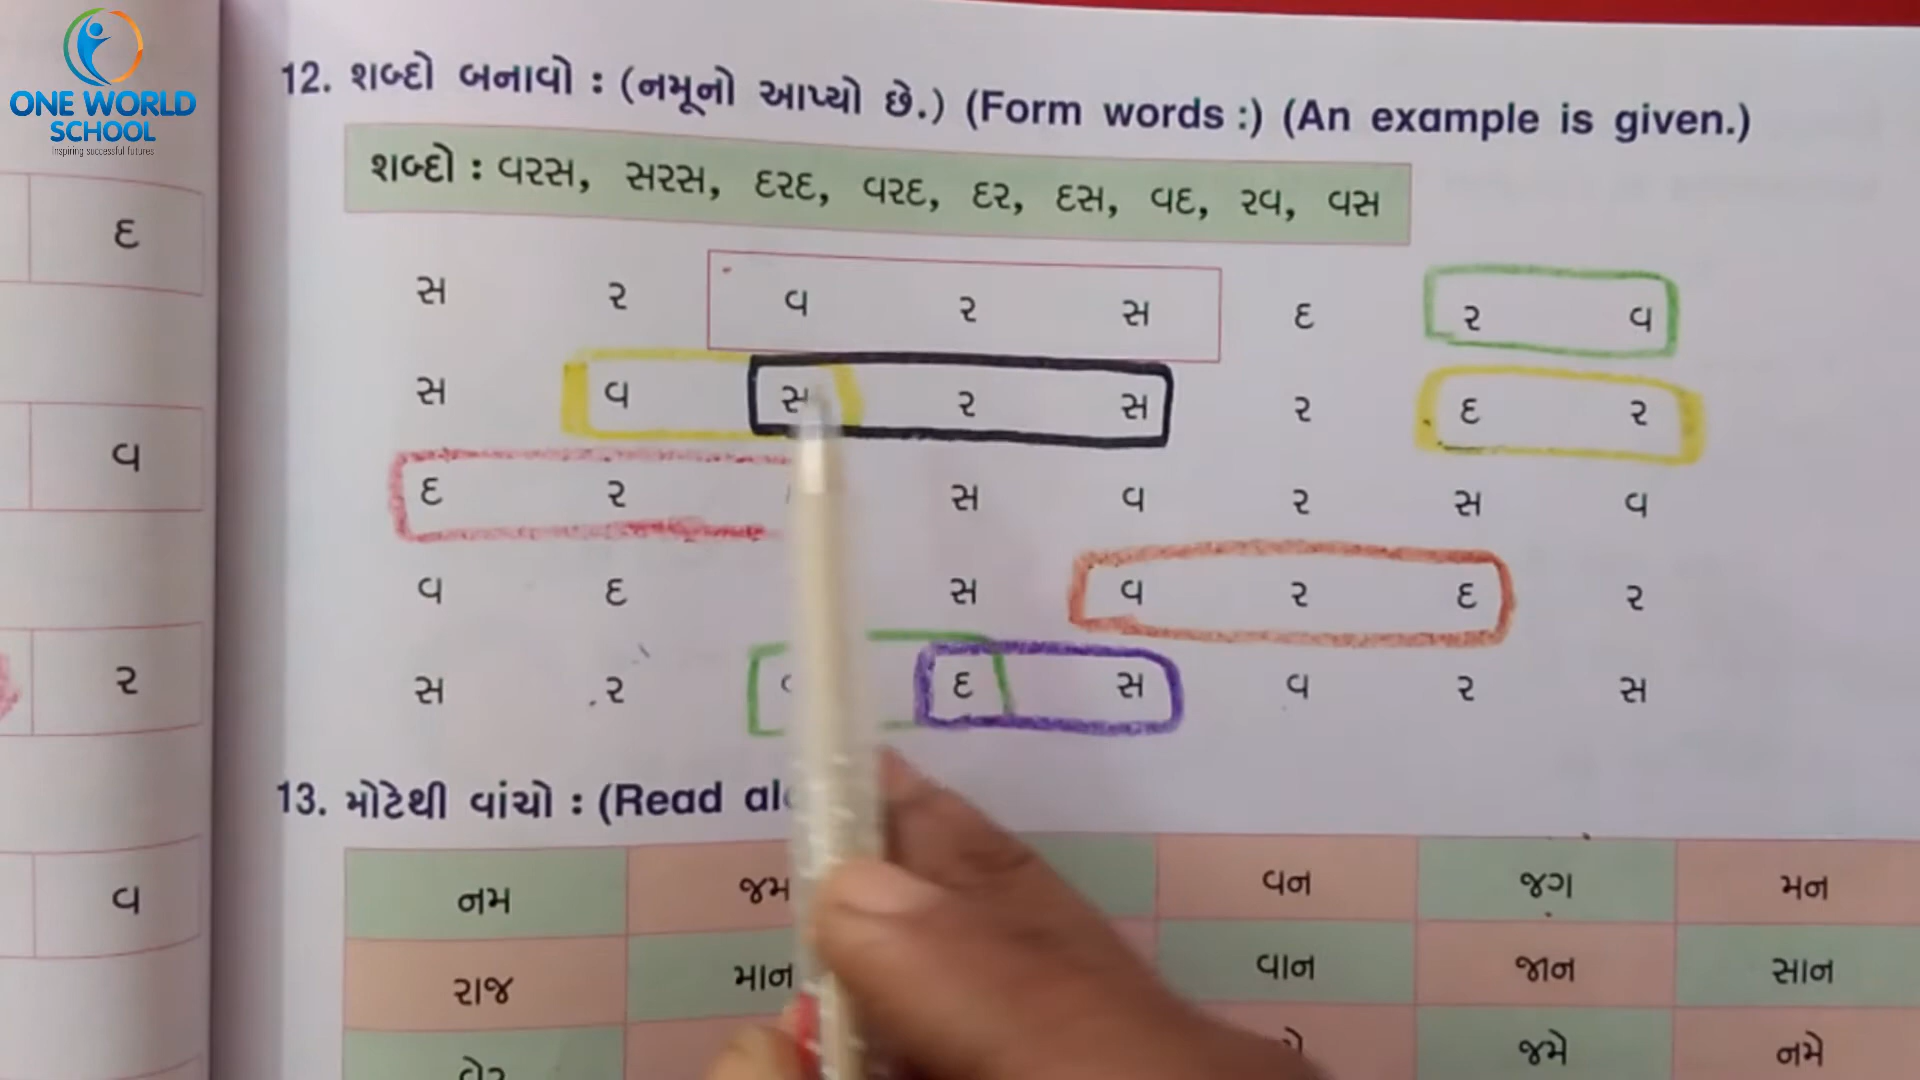 ONE WORLD
SCHOOL
Inspiring successful futures
12. શબ્દો બનાવો : (નમૂનો આપ્યો છે.) (Form words :) (An example is given.)
શબ્દો : વરસ, સરસ, દરદ, વરદ, દર, દસ, વદ, રવ, વસ
સ ર વ ર સ દ ર વ
સ વ સ ર સ ર દ ર
દ ર સ વ ર સ વ
વ દ સ વ ર દ ર
સ ર દ સ વ ર સ
13. મોટેથી વાંચો : (Read
નમ જમ વન જગ મન
રાજ માન વાન જાન સાન
જમે નમે
દ
વ
ર
વ